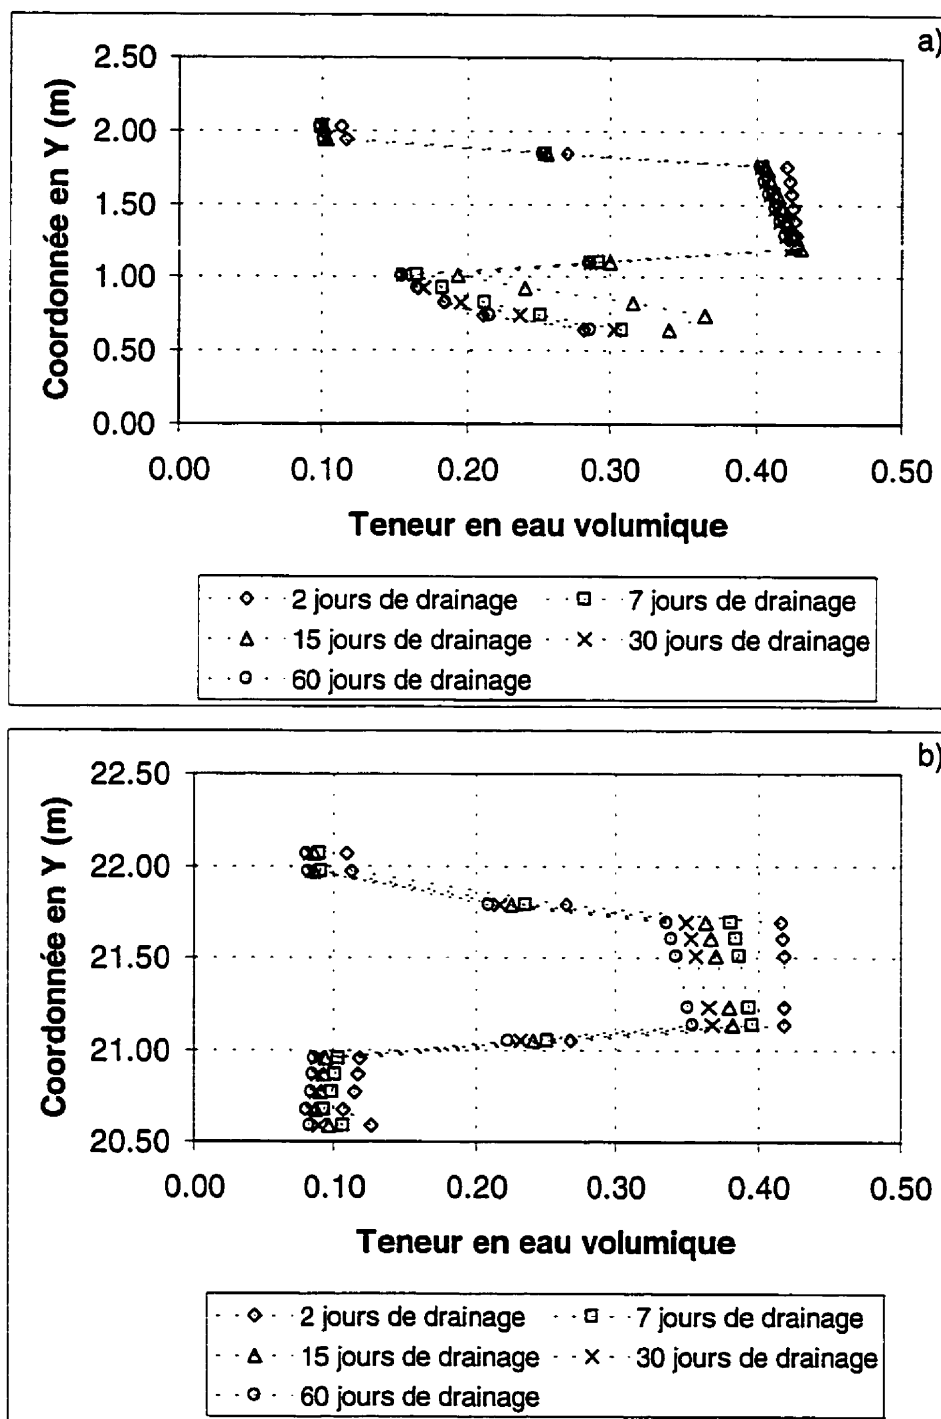 a)
Coordonnée en Y (m)
2.50
2.00
1.50
1.00
0.50
0.00
0.00 0.10 0.20 0.30 0.40 0.50
Teneur en eau volumique
2 jours de drainage 7 jours de drainage
15 jours de drainage 30 jours de drainage
60 jours de drainage
b)
Coordonnée en Y (m)
22.50
22.00
21.50
21.00
20.50
0.00 0.10 0.20 0.30 0.40 0.50
Teneur en eau volumique
2 jours de drainage 7 jours de drainage
15 jours de drainage 30 jours de drainage
60 jours de drainage